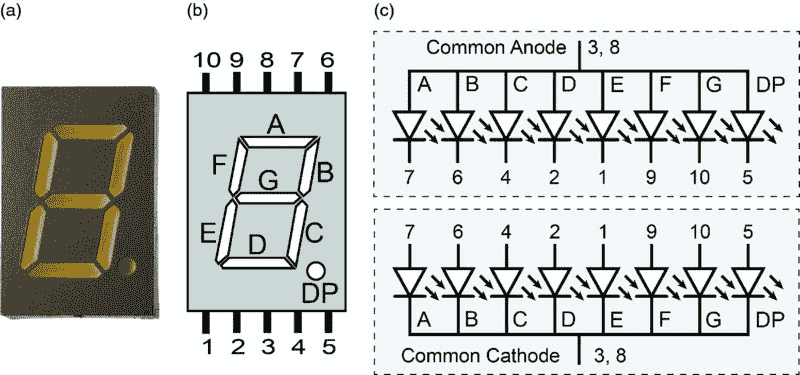 (a)
(b)
10 9 8 7 6
A
F
B
G
E
C
D
DP
1 2 3 4 5
(c)
Common Anode 3, 8
A B C D E F G DP
7 6 4 2 1 9 10 5
7 6 4 2 1 9 10 5
A B C D E F G DP
Common Cathode 3, 8